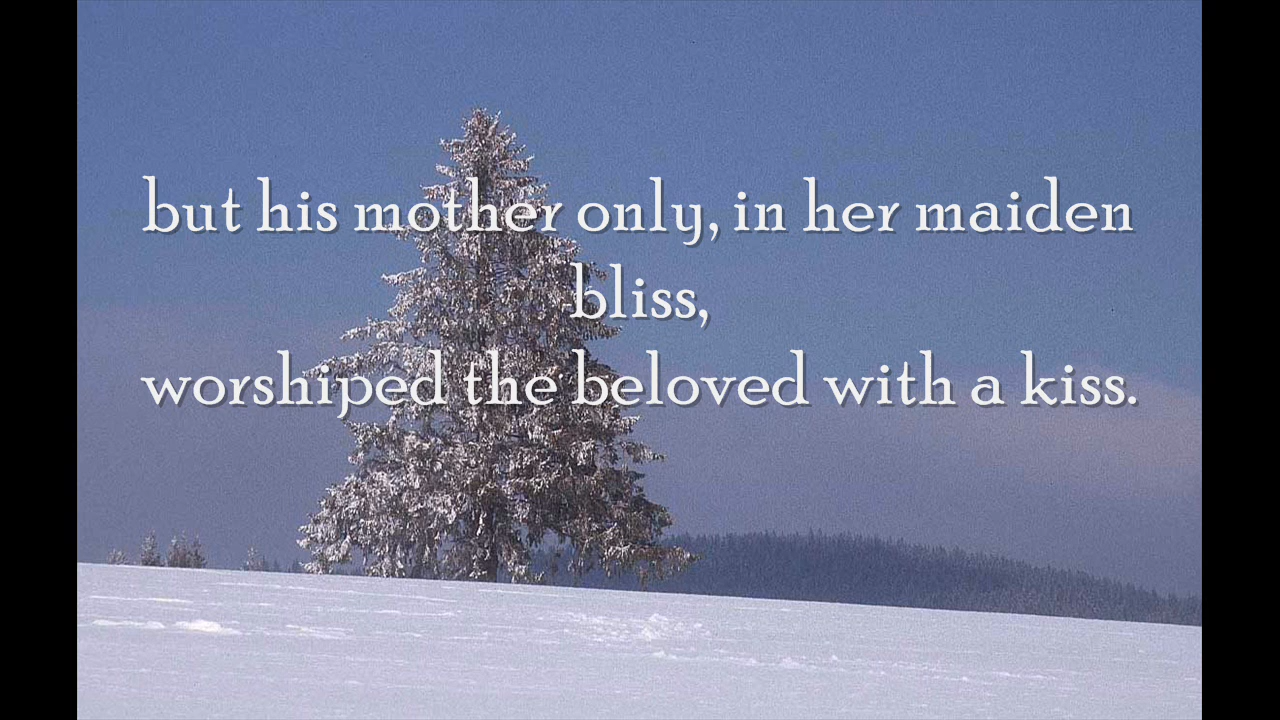 but his mother only, in her maiden
bliss,
worshiped the beloved with a kiss.